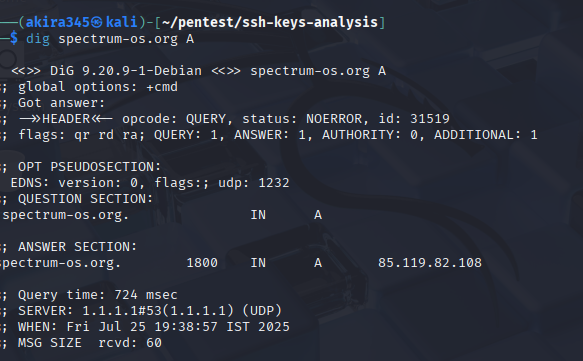 (akira345㉿kali)-[~/pentest/ssh-keys-analysis]
$ dig spectrum-os.org A
<<>> DiG 9.20.9-1-Debian <<>> spectrum-os.org A
; global options: +cmd
; Got answer:
; ->>HEADER<<- opcode: QUERY, status: NOERROR, id: 31519
; flags: qr rd ra; QUERY: 1, ANSWER: 1, AUTHORITY: 0, ADDITIONAL: 1
; OPT PSEUDOSECTION:
EDNS: version: 0, flags:; udp: 1232
; QUESTION SECTION:
spectrum-os.org. IN A
; ANSWER SECTION:
pectrum-os.org. 1800 IN A 85.119.82.108
; Query time: 724 msec
; SERVER: 1.1.1.1#53(1.1.1.1) (UDP)
; WHEN: Fri Jul 25 19:38:57 IST 2025
; MSG SIZE rcvd: 60